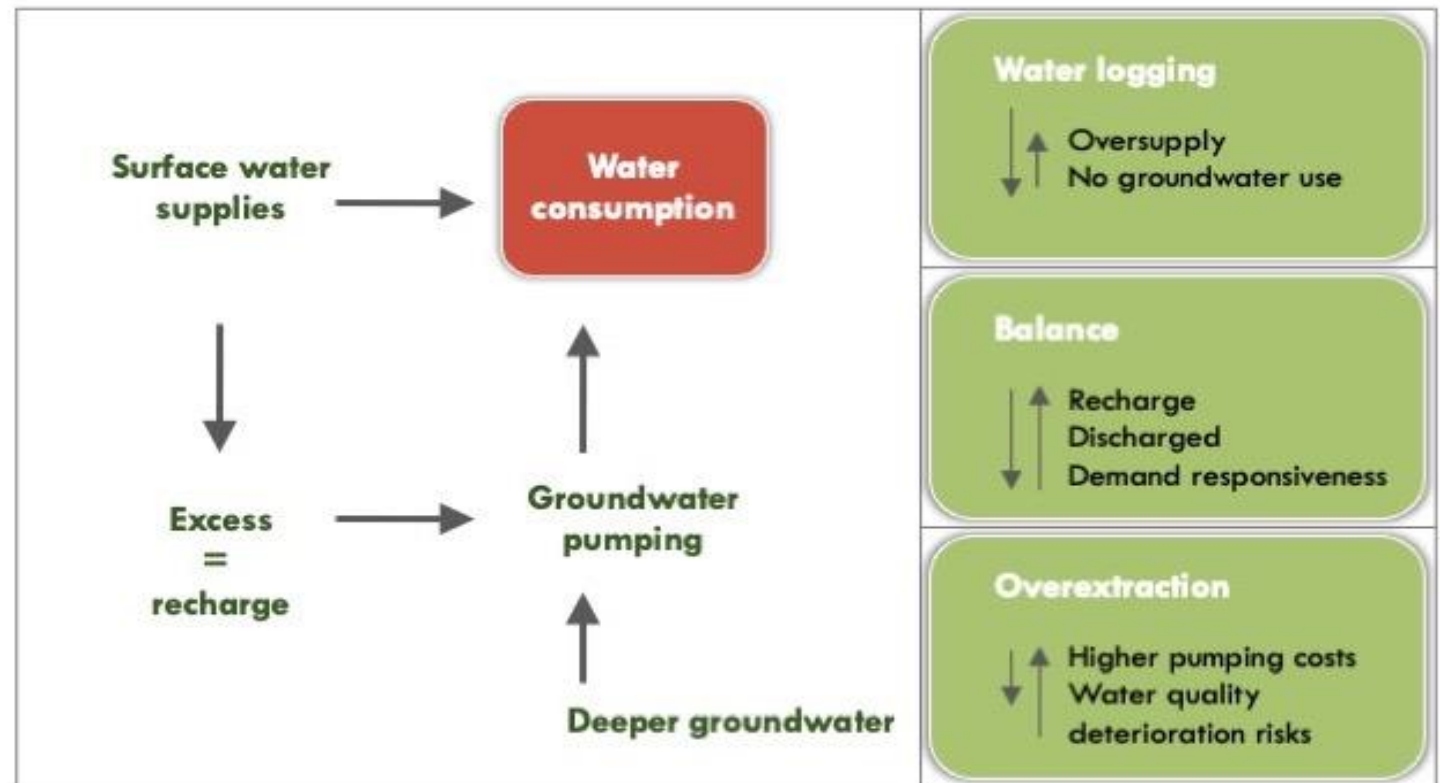 Surface water
supplies
Water
consumption
Excess
=
recharge
Groundwater
pumping
Deeper groundwater
Water logging
Oversupply
No groundwater use
Balance
Recharge
Discharged
Demand responsiveness
Overextraction
Higher pumping costs
Water quality
deterioration risks